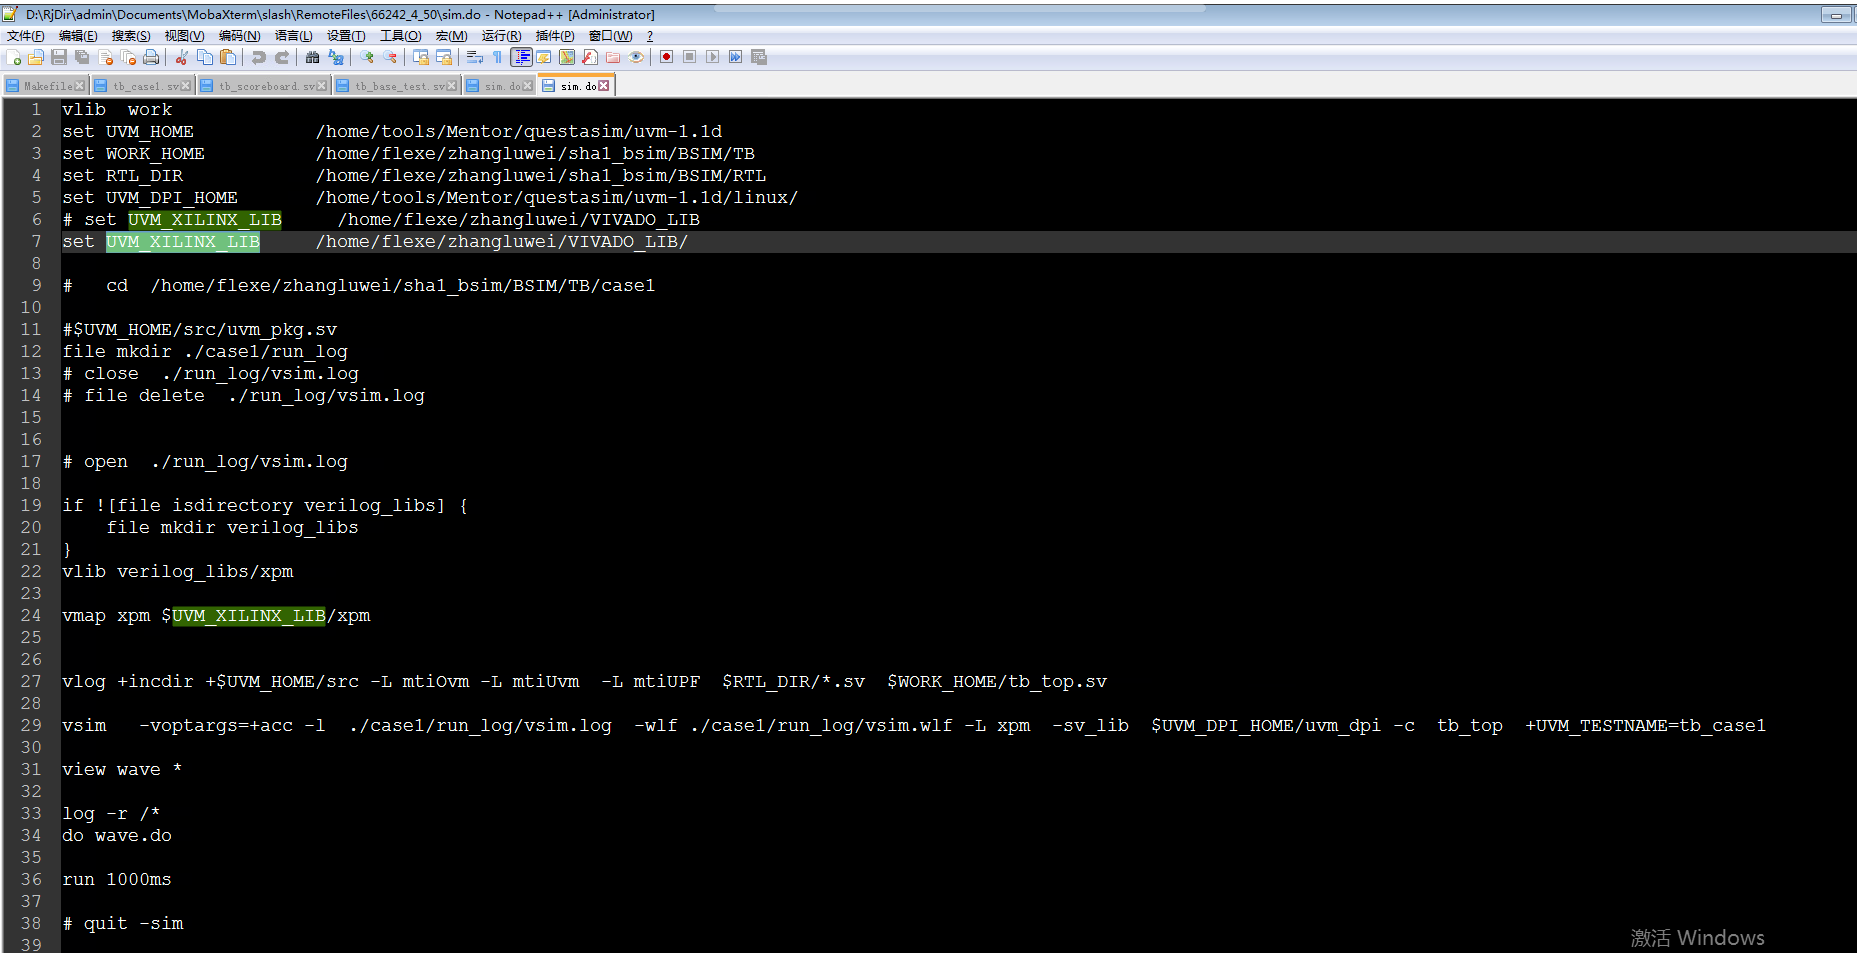 D:\RjDir\admin\Documents\MobaXterm\slash\RemoteFiles\66242_4_50\sim.do - Notepad++ [Administrator]
文件(F) 编辑(E) 搜索(S) 视图(V) 编码(N) 语言(L) 设置(T) 工具(O) 宏(M) 运行(R) 插件(P) 窗口(W) ?
Makefile tb_case1.sv tb_scoreboard.sv tb_base_test.sv sim.do sim.do
1 vlib  work
2 set UVM_HOME           /home/tools/Mentor/questasim/uvm-1.1d
3 set WORK_HOME          /home/flexe/zhangluwei/sha1_bsim/BSIM/TB
4 set RTL_DIR            /home/flexe/zhangluwei/sha1_bsim/BSIM/RTL
5 set UVM_DPI_HOME       /home/tools/Mentor/questasim/uvm-1.1d/linux/
6 # set UVM_XILINX_LIB     /home/flexe/zhangluwei/VIVADO_LIB
7 set UVM_XILINX_LIB     /home/flexe/zhangluwei/VIVADO_LIB/
8
9 #   cd  /home/flexe/zhangluwei/sha1_bsim/BSIM/TB/case1
10
11 #$UVM_HOME/src/uvm_pkg.sv
12 file mkdir ./case1/run_log
13 # close  ./run_log/vsim.log
14 # file delete  ./run_log/vsim.log
15
16
17 # open  ./run_log/vsim.log
18
19 if ![file isdirectory verilog_libs] {
20     file mkdir verilog_libs
21 }
22 vlib verilog_libs/xpm
23
24 vmap xpm $UVM_XILINX_LIB/xpm
25
26
27 vlog +incdir +$UVM_HOME/src -L mtiOvm -L mtiUvm  -L mtiUPF  $RTL_DIR/*.sv  $WORK_HOME/tb_top.sv
28
29 vsim   -voptargs=+acc -l  ./case1/run_log/vsim.log  -wlf ./case1/run_log/vsim.wlf -L xpm  -sv_lib  $UVM_DPI_HOME/uvm_dpi -c  tb_top  +UVM_TESTNAME=tb_case1
30
31 view wave *
32
33 log -r /*
34 do wave.do
35
36 run 1000ms
37
38 # quit -sim
39
激活 Windows